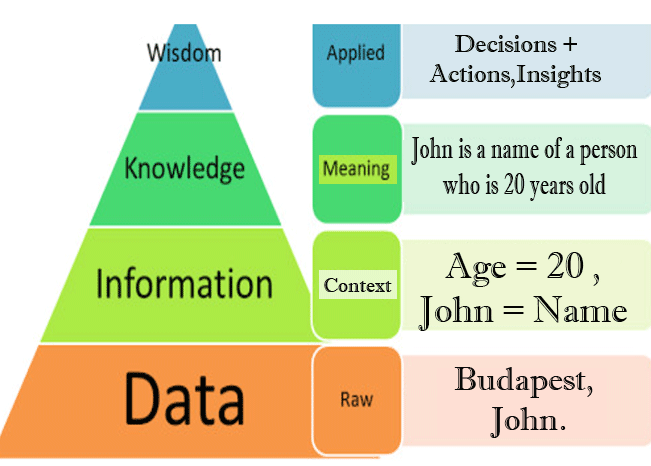 Wisdom
Applied
Decisions +
Actions,Insights
Knowledge
Meaning
John is a name of a person
who is 20 years old
Information
Context
Age = 20 ,
John = Name
Data
Raw
Budapest,
John.